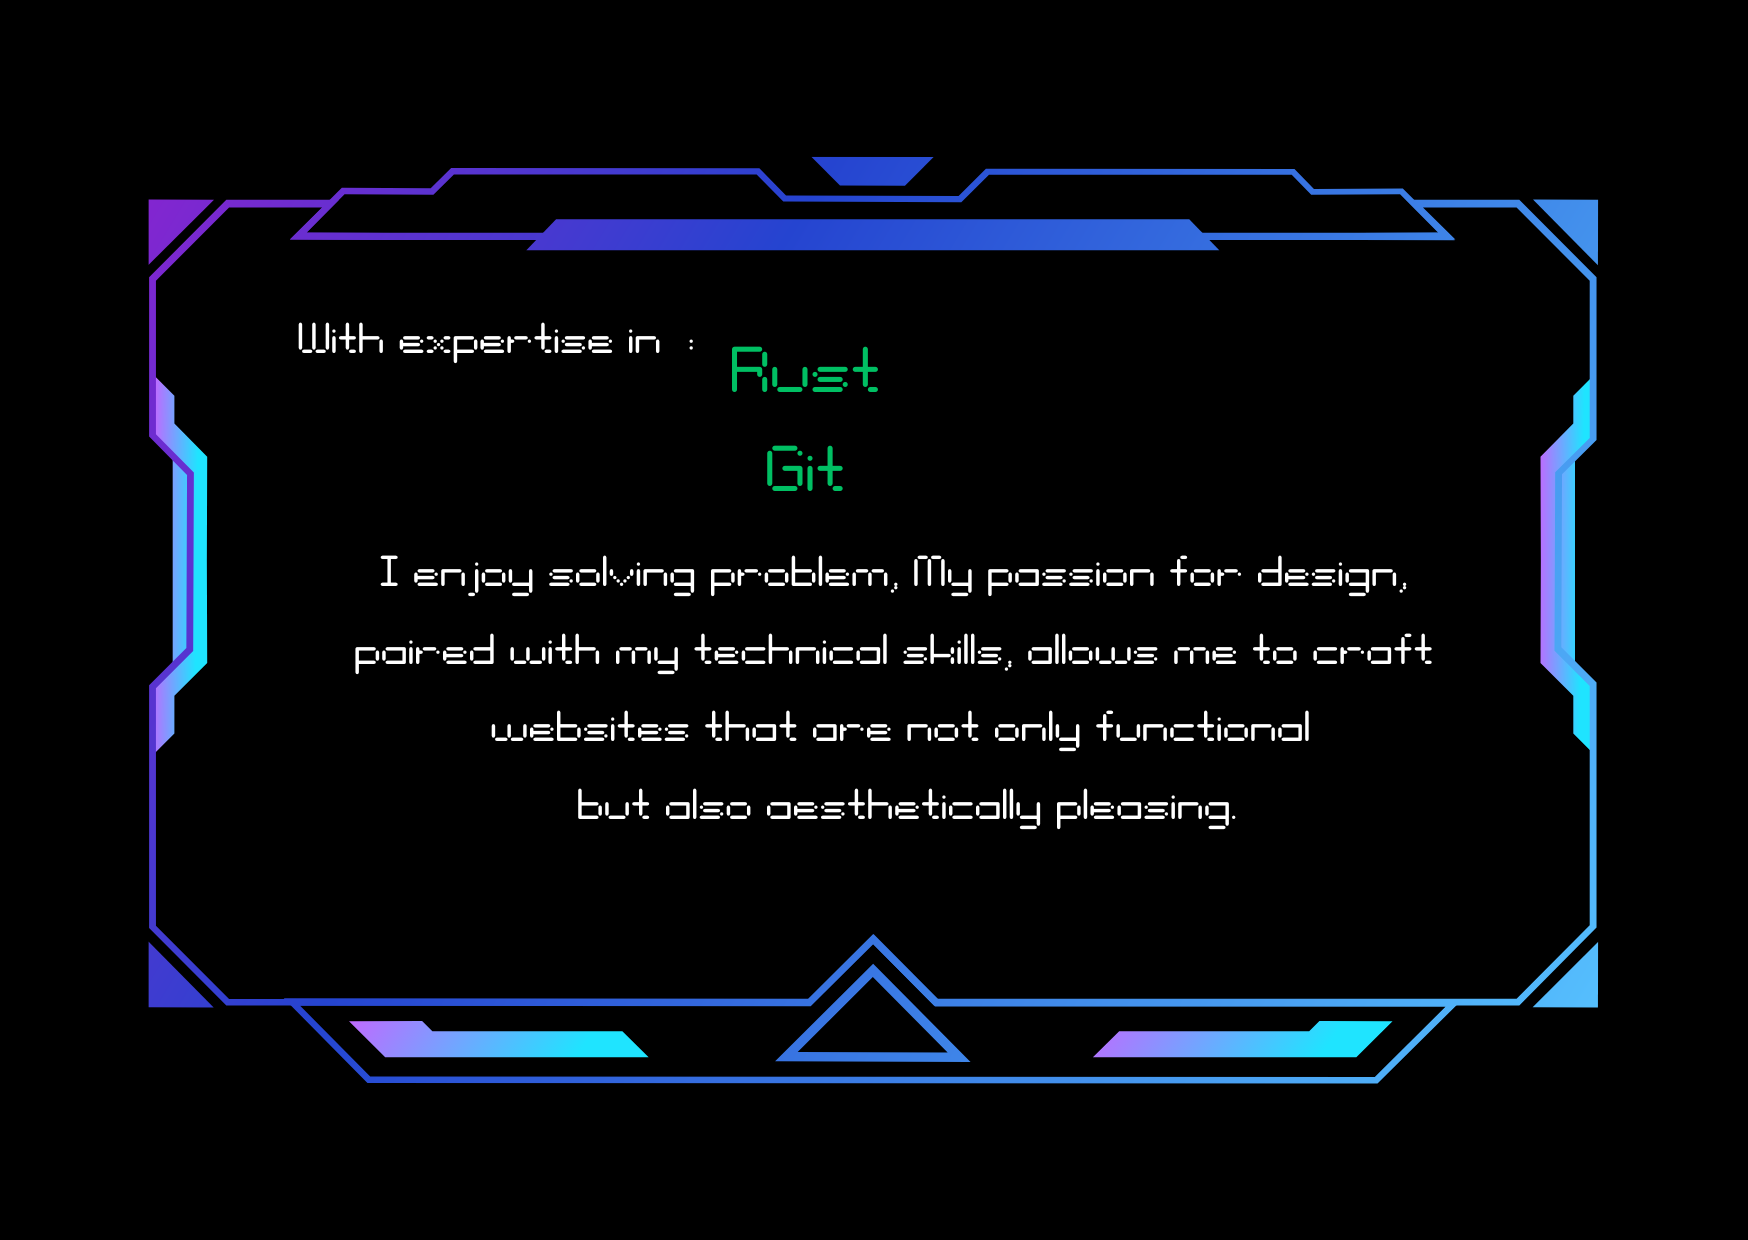 With expertise in :
Rust
Git
I enjoy solving problem, My passion for design,
paired with my technical skills, allows me to craft
websites that are not only functional
but also aesthetically pleasing.